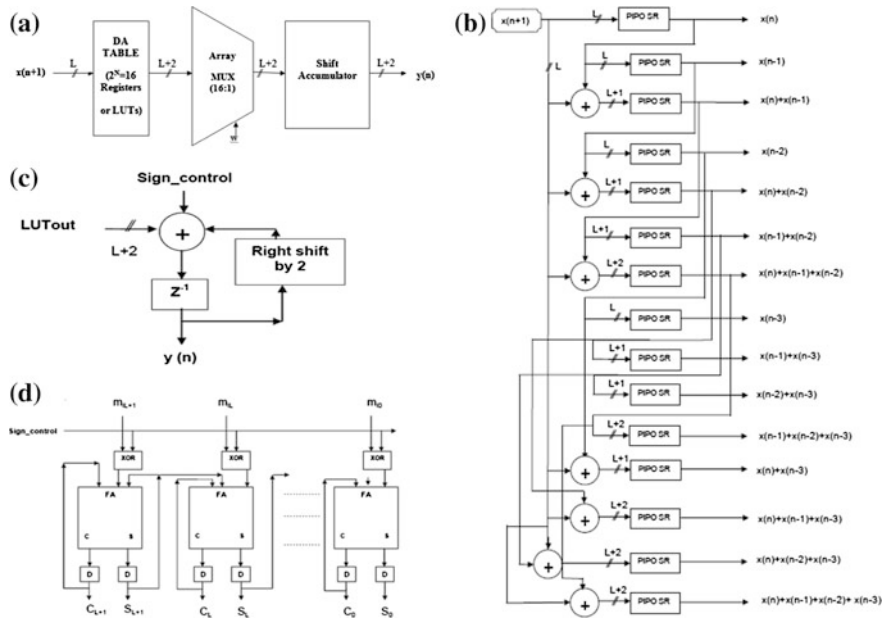 (a)
x(n+1)
L
DA
TABLE
(2^N=16
Registers
or LUTs)
L+2
Array
MUX
(16:1)
w
L+2
Shift
Accumulator
L+2
y(n)
(c)
Sign_control
LUTout
L+2
+
Right shift
by 2
Z^-1
y (n)
(d)
m_iL+1
m_iL
m_i0
Sign_control
XOR
XOR
XOR
FA
FA
FA
C
S
C
S
C
S
D
D
D
D
D
D
C_L+1
S_L+1
C_L
S_L
C_0
S_0
(b)
x(n+1)
L
PIPO SR
x(n)
L
L
PIPO SR
x(n-1)
+
L+1
PIPO SR
x(n)+x(n-1)
L
PIPO SR
x(n-2)
+
L+1
PIPO SR
x(n)+x(n-2)
L+1
PIPO SR
x(n-1)+x(n-2)
+
L+2
PIPO SR
x(n)+x(n-1)+x(n-2)
L
PIPO SR
x(n-3)
L+1
PIPO SR
x(n-1)+x(n-3)
L+1
PIPO SR
x(n-2)+x(n-3)
L+2
PIPO SR
x(n-1)+x(n-2)+x(n-3)
+
L+1
PIPO SR
x(n)+x(n-3)
+
L+2
PIPO SR
x(n)+x(n-1)+x(n-3)
+
L+2
PIPO SR
x(n)+x(n-2)+x(n-3)
+
L+2
PIPO SR
x(n)+x(n-1)+x(n-2)+ x(n-3)